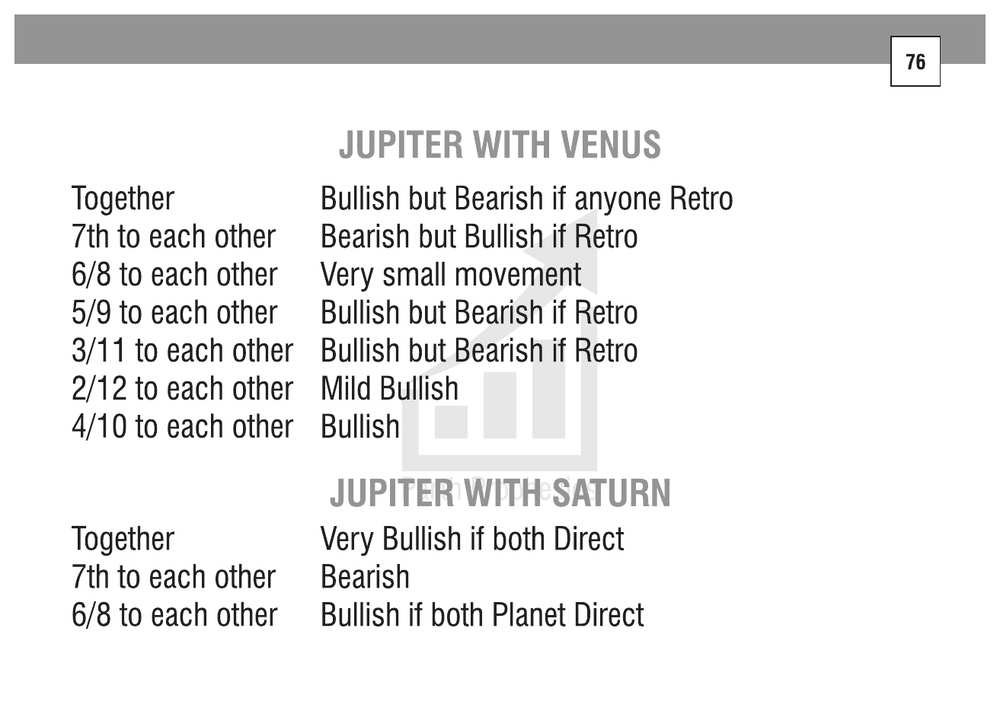 76
JUPITER WITH VENUS
Together Bullish but Bearish if anyone Retro
7th to each other Bearish but Bullish if Retro
6/8 to each other Very small movement
5/9 to each other Bullish but Bearish if Retro
3/11 to each other Bullish but Bearish if Retro
2/12 to each other Mild Bullish
4/10 to each other Bullish
JUPITER WITH SATURN
Together Very Bullish if both Direct
7th to each other Bearish
6/8 to each other Bullish if both Planet Direct